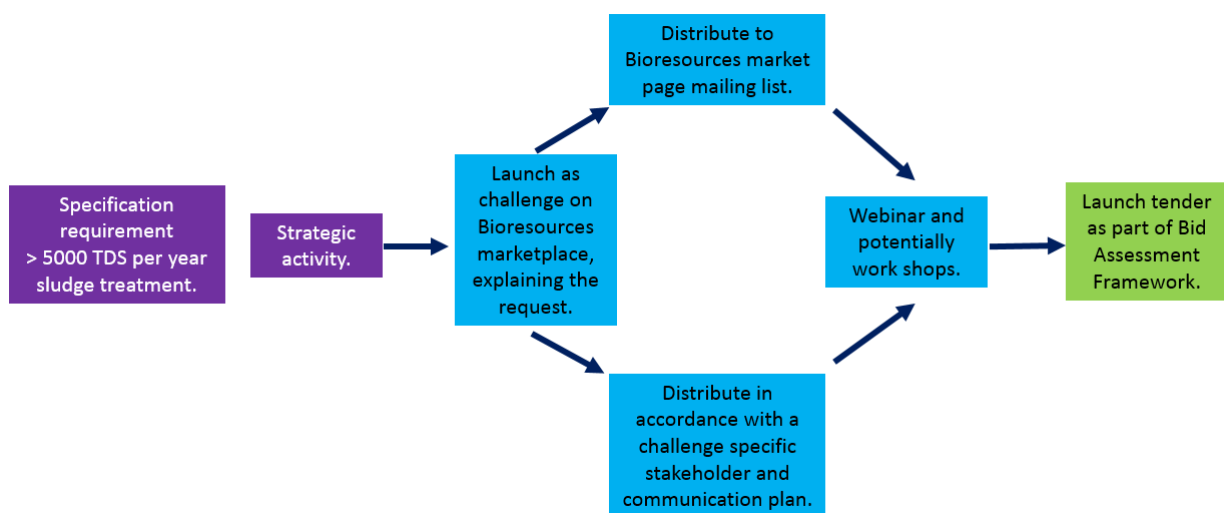 Specification
requirement
> 5000 TDS per year
sludge treatment.
Strategic
activity.
Launch as
challenge on
Bioresources
marketplace,
explaining the
request.
Distribute to
Bioresources market
page mailing list.
Distribute in
accordance with a
challenge specific
stakeholder and
communication plan.
Webinar and
potentially
work shops.
Launch tender
as part of Bid
Assessment
Framework.